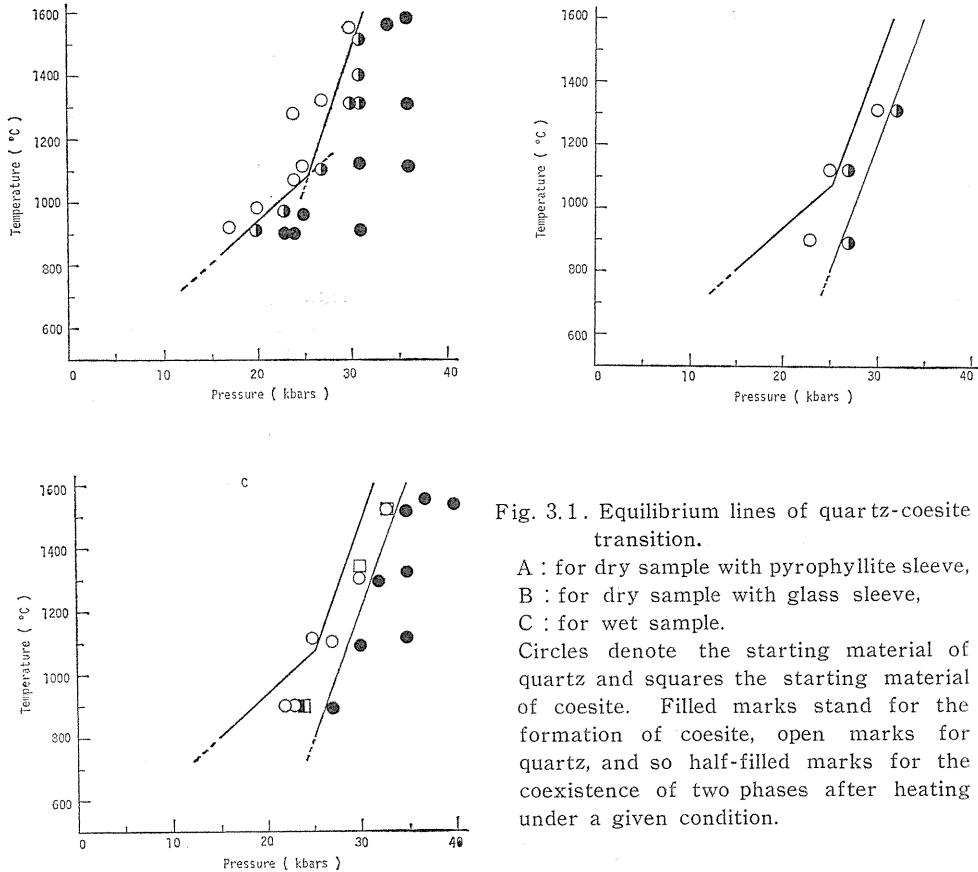 1600
1400
1200
1000
800
600
Temperature ( °C )
0
10
20
30
40
Pressure ( kbars )
1600
1400
1200
1000
800
600
Temperature ( °C )
0
10
20
30
40
Pressure ( kbars )
C
1600
1400
1200
1000
800
600
Temperature ( °C )
0
10
20
30
40
Pressure ( kbars )
Fig. 3.1. Equilibrium lines of quartz-coesite
transition.
A : for dry sample with pyrophyllite sleeve,
B : for dry sample with glass sleeve,
C : for wet sample.
Circles denote the starting material of
quartz and squares the starting material
of coesite. Filled marks stand for the
formation of coesite, open marks for
quartz, and so half-filled marks for the
coexistence of two phases after heating
under a given condition.